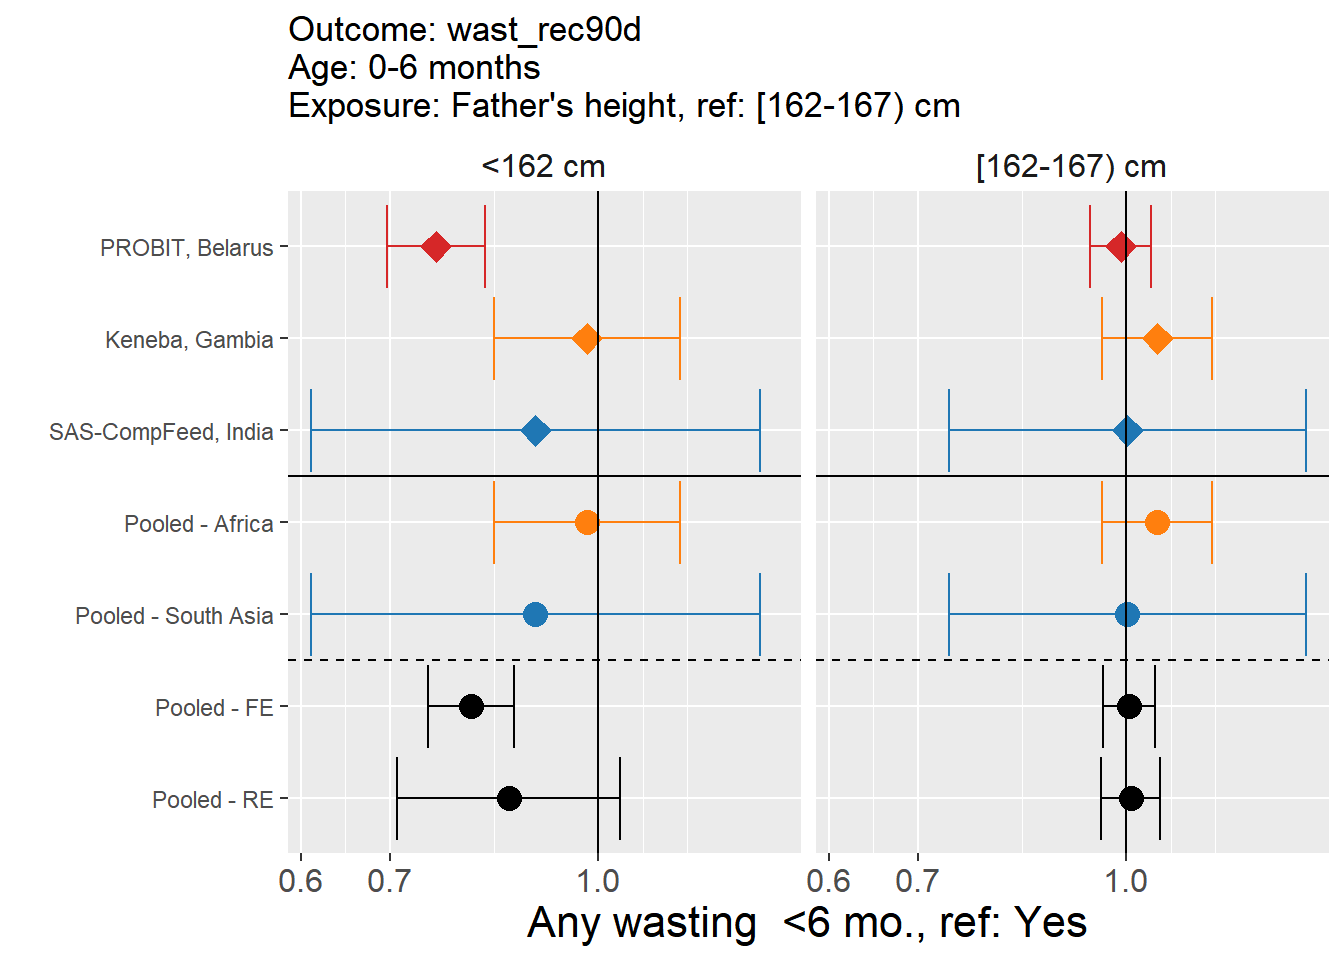 Outcome: wast_rec90d
Age: 0-6 months
Exposure: Father's height, ref: [162-167) cm
<162 cm
[162-167) cm
PROBIT, Belarus
Keneba, Gambia
SAS-CompFeed, India
Pooled - Africa
Pooled - South Asia
Pooled - FE
Pooled - RE
0.6 0.7 1.0 0.6 0.7 1.0
Any wasting  <6 mo., ref: Yes